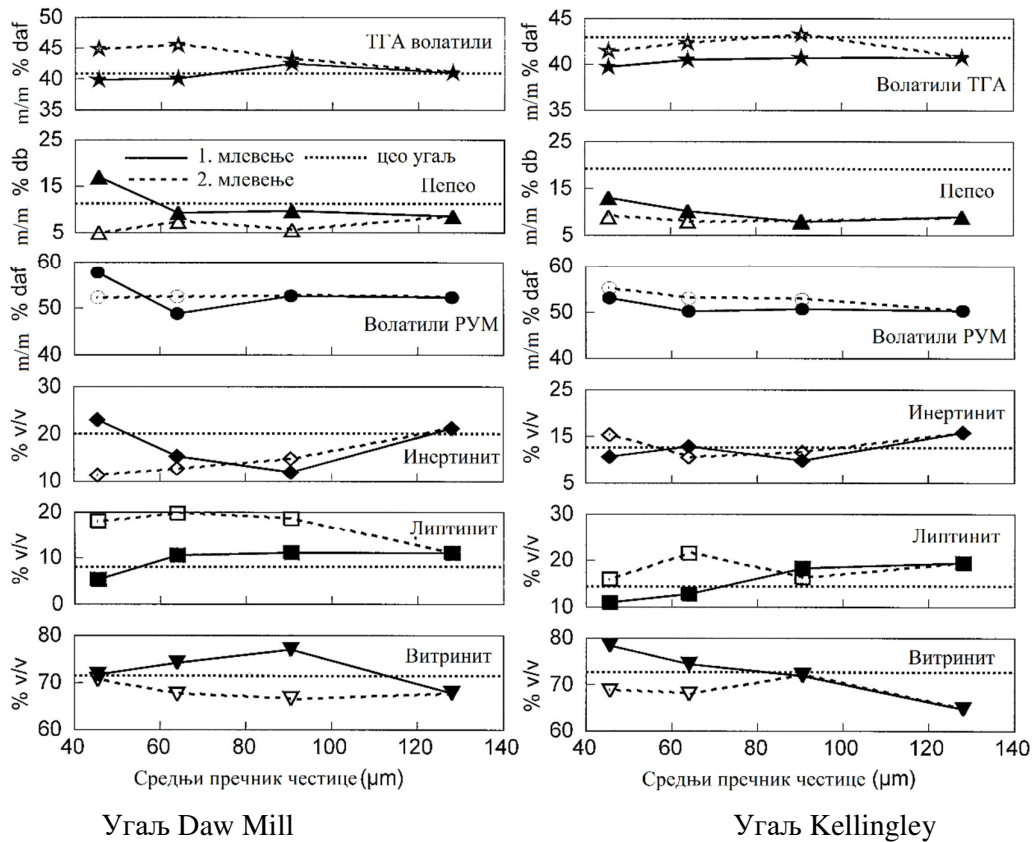 50
45
40
35
m/m % daf
ТГА волатили
25
15
5
m/m % db
1. млевење
2. млевење
цео угаљ
Пепео
60
50
40
m/m % daf
Волатили РУМ
30
20
10
% v/v
Инертинит
20
10
0
% v/v
Липтинит
80
70
60
% v/v
Витринит
40 60 80 100 120 140
Средњи пречник честице (µm)
Угаљ Daw Mill
45
40
35
m/m % daf
Волатили ТГА
25
15
5
m/m % db
Пепео
60
50
40
m/m % daf
Волатили РУМ
25
15
5
% v/v
Инертинит
30
20
10
% v/v
Липтинит
80
70
60
% v/v
Витринит
40 60 80 100 120 140
Средњи пречник честице (µm)
Угаљ Kellingley